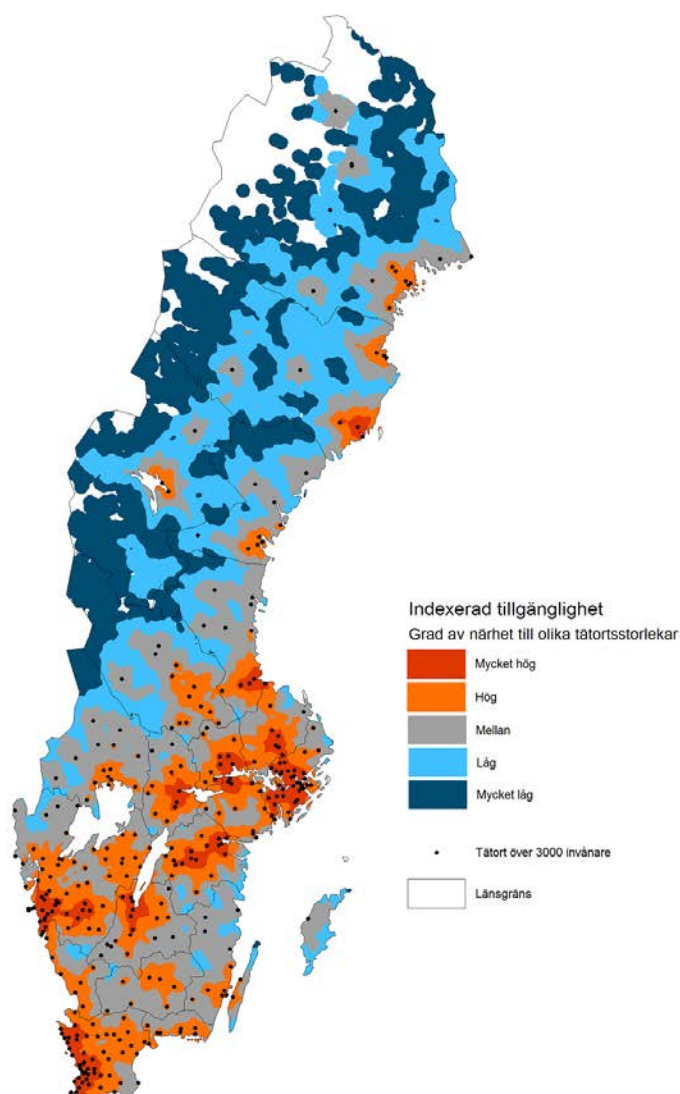 Indexerad tillgänglighet
Grad av närhet till olika tätortsstorlekar
Mycket hög
Hög
Mellan
Låg
Mycket låg
Tätort över 3000 invånare
Länsgräns